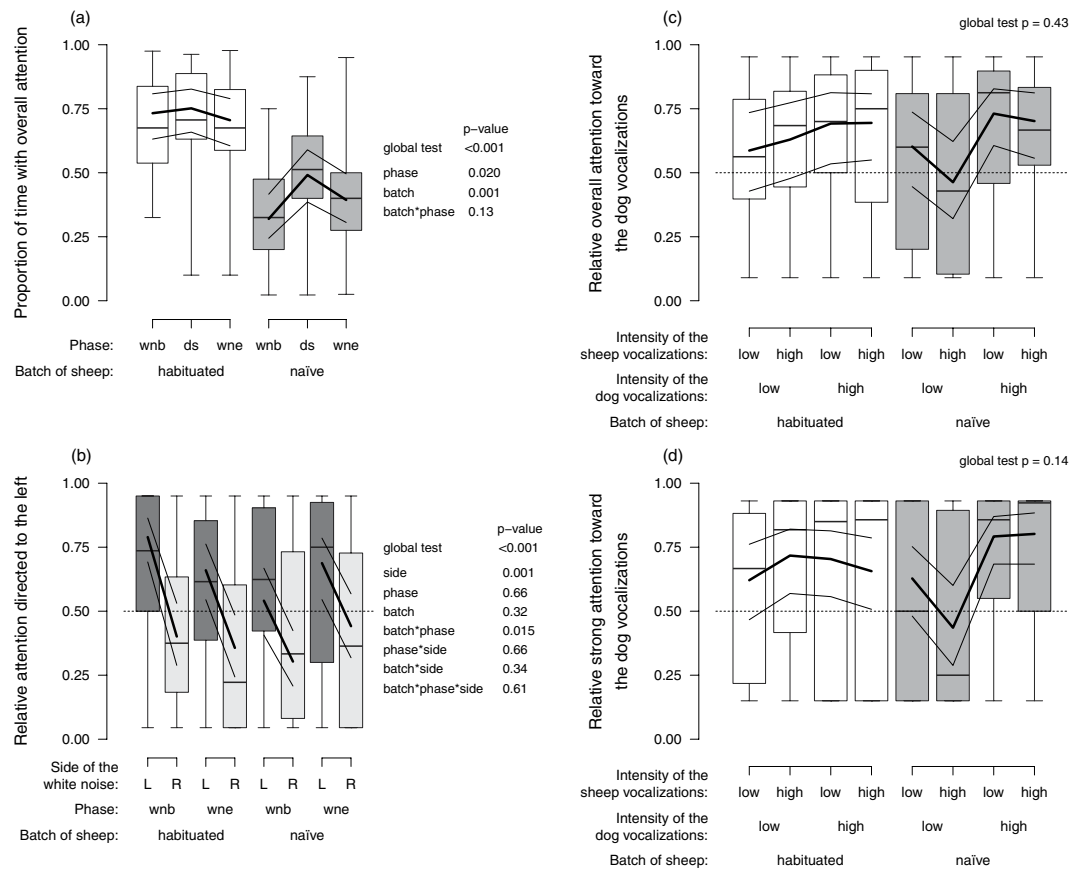 (a)
Proportion of time with overall attention
1.00
0.75
0.50
0.25
0.00
p−value
global test <0.001
phase 0.020
batch 0.001
batch*phase 0.13
Phase: wnb ds wne wnb ds wne
Batch of sheep: habituated naïve
(c)
global test p = 0.43
Relative overall attention toward
the dog vocalizations
1.00
0.75
0.50
0.25
0.00
Intensity of the
sheep vocalizations: low high low high low high low high
Intensity of the
dog vocalizations: low high low high
Batch of sheep: habituated naïve
(b)
Relative attention directed to the left
1.00
0.75
0.50
0.25
0.00
p−value
global test <0.001
side 0.001
phase 0.66
batch 0.32
batch*phase 0.015
phase*side 0.66
batch*side 0.34
batch*phase*side 0.61
Side of the
white noise: L R L R L R L R
Phase: wnb wne wnb wne
Batch of sheep: habituated naïve
(d)
global test p = 0.14
Relative strong attention toward
the dog vocalizations
1.00
0.75
0.50
0.25
0.00
Intensity of the
sheep vocalizations: low high low high low high low high
Intensity of the
dog vocalizations: low high low high
Batch of sheep: habituated naïve